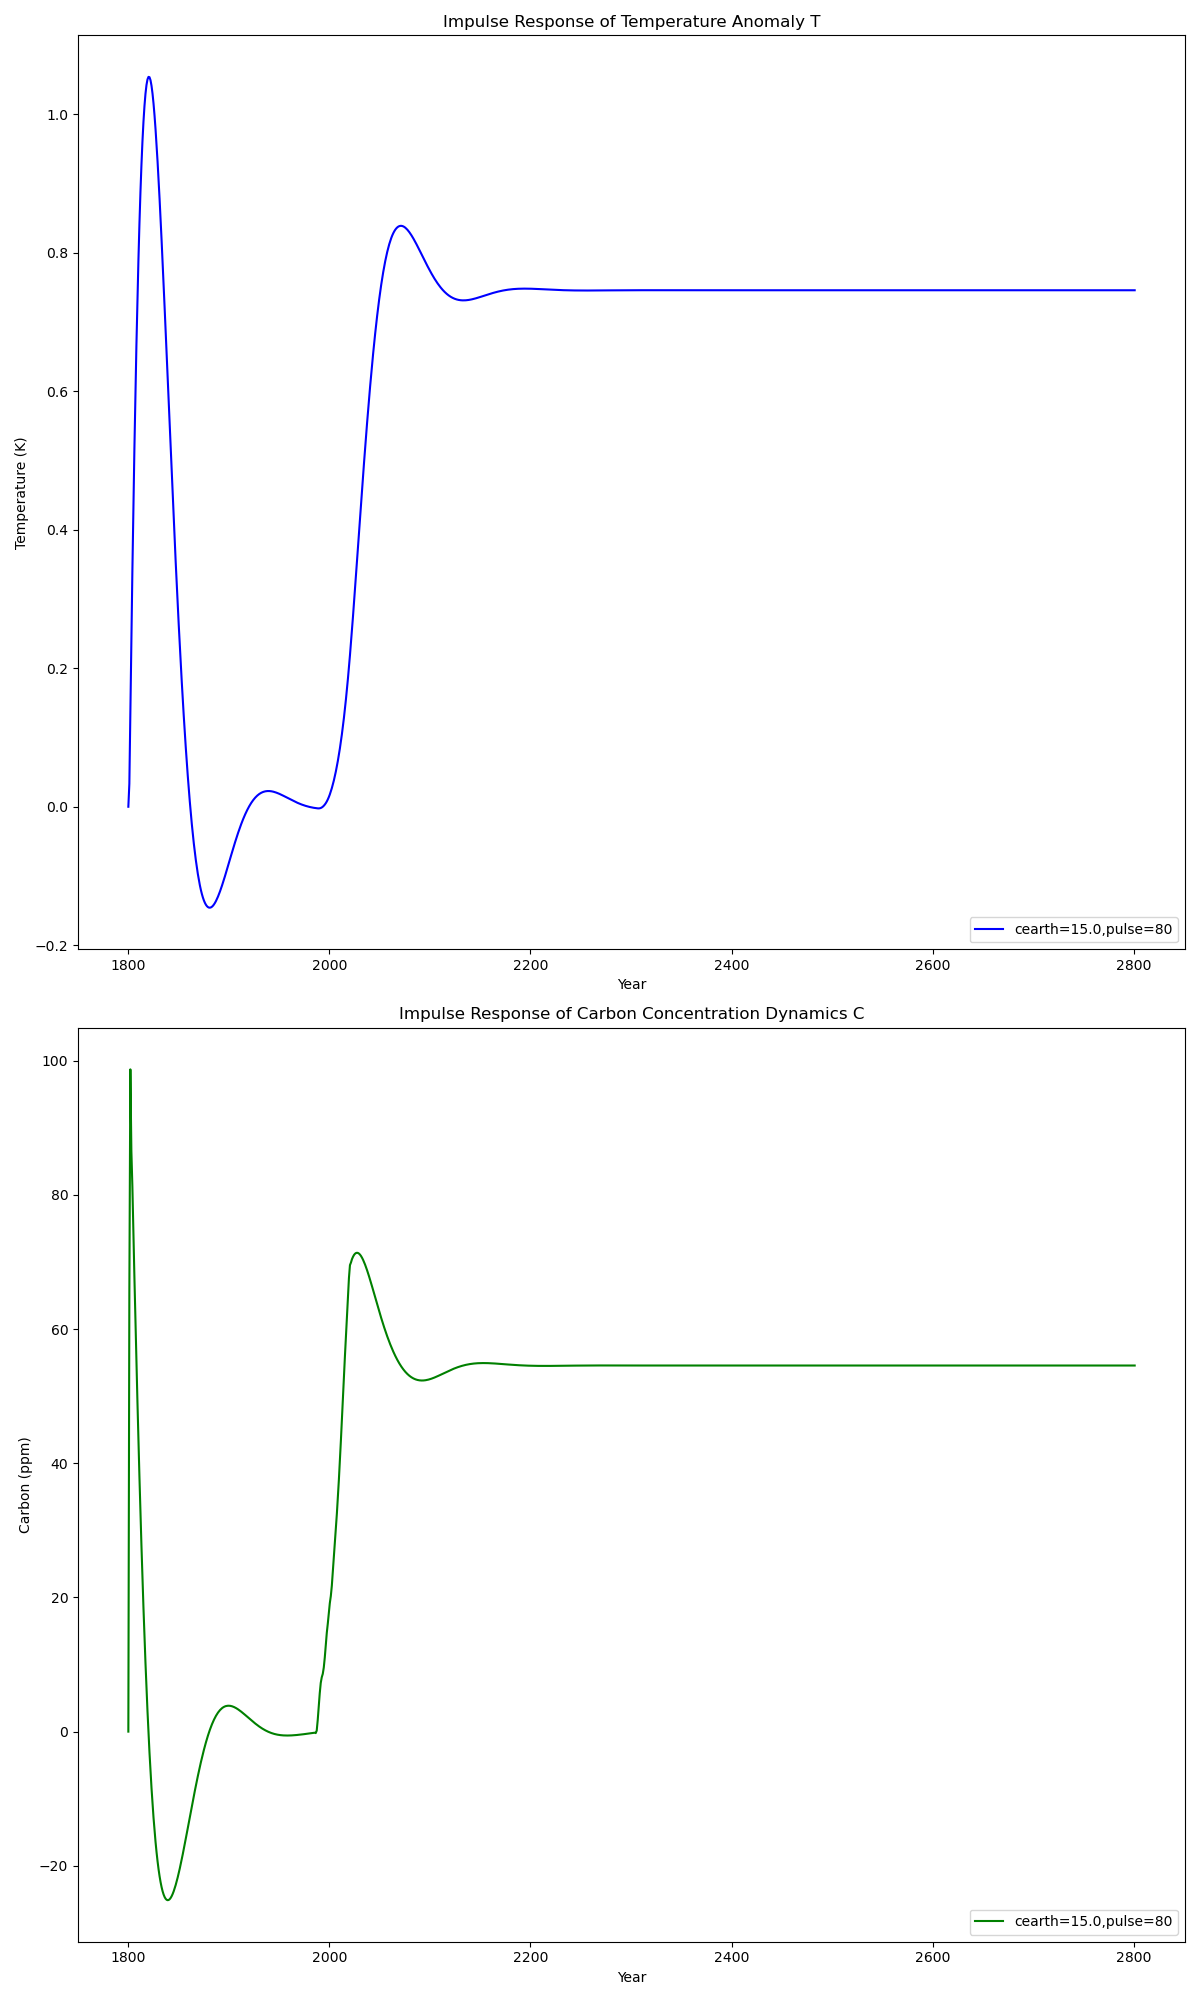 Impulse Response of Temperature Anomaly T
1.0
0.8
0.6
0.4
0.2
0.0
−0.2
Temperature (K)
cearth=15.0,pulse=80
1800 2000 2200 2400 2600 2800
Year
Impulse Response of Carbon Concentration Dynamics C
100
80
60
40
20
0
−20
Carbon (ppm)
cearth=15.0,pulse=80
1800 2000 2200 2400 2600 2800
Year